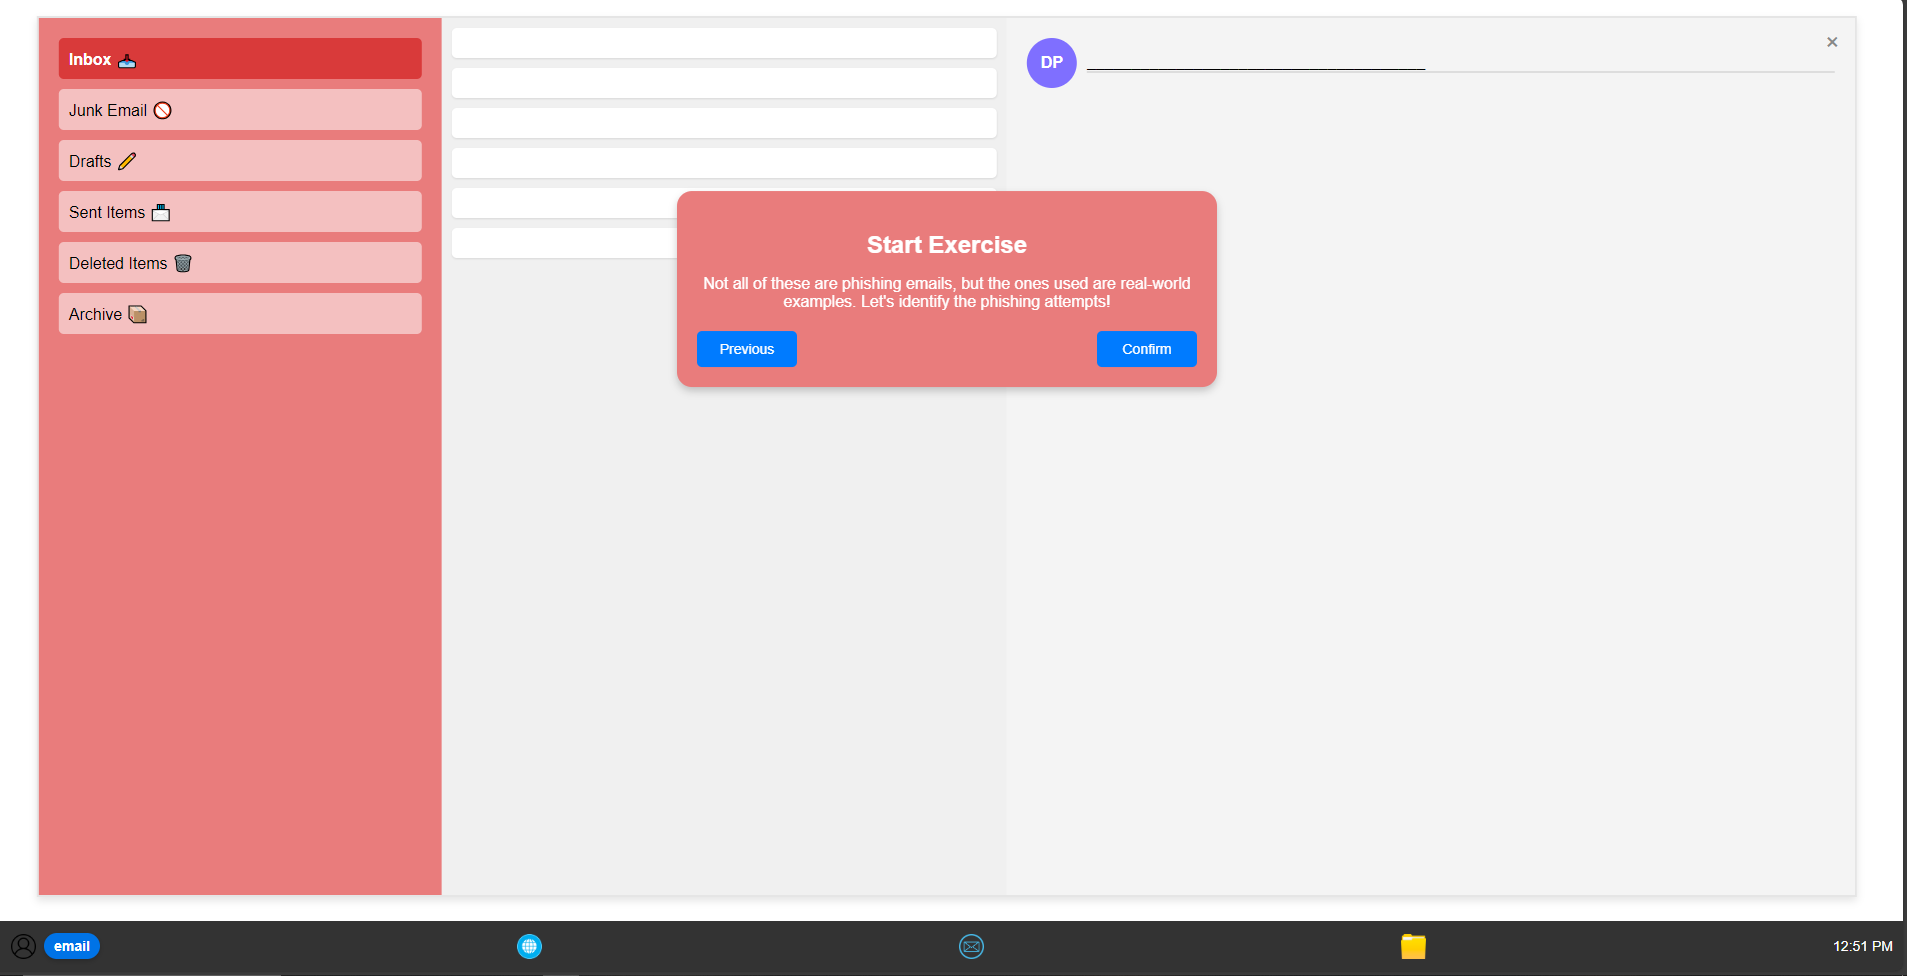 Inbox
Junk Email
Drafts
Sent Items
Deleted Items
Archive
DP
×
Start Exercise
Not all of these are phishing emails, but the ones used are real-world
examples. Let's identify the phishing attempts!
Previous
Confirm
email
12:51 PM